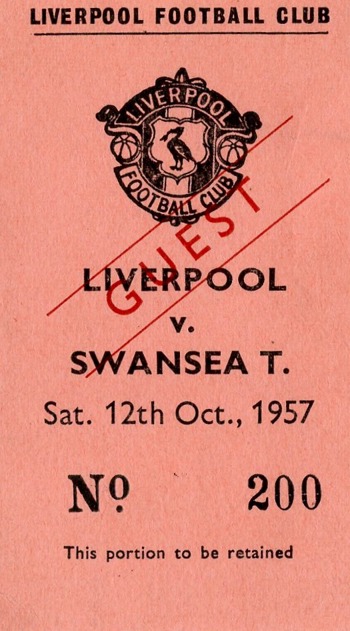 LIVERPOOL FOOTBALL CLUB
LIVERPOOL
FOOTBALL CLUB
GUEST
LIVERPOOL
v.
SWANSEA T.
Sat. 12th Oct., 1957
Nº 200
This portion to be retained